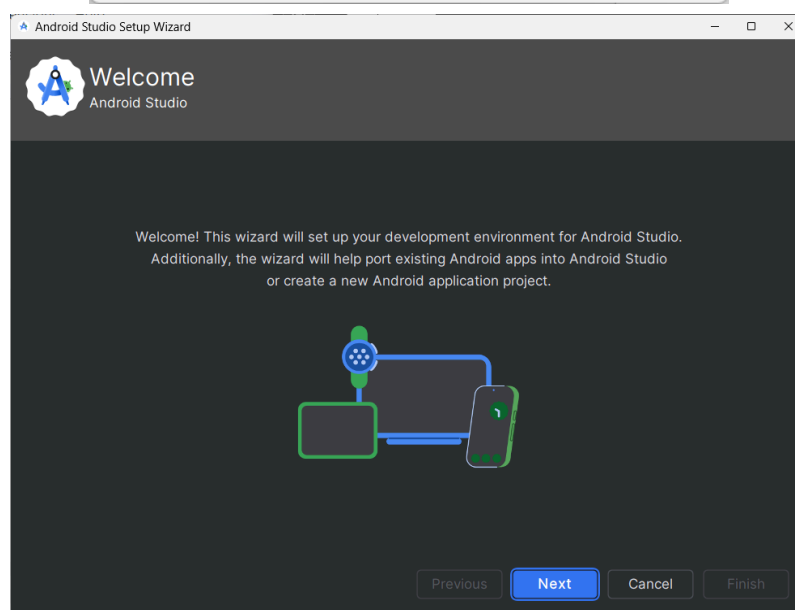 Android Studio Setup Wizard
Welcome
Android Studio
Welcome! This wizard will set up your development environment for Android Studio.
Additionally, the wizard will help port existing Android apps into Android Studio
or create a new Android application project.
Previous Next Cancel Finish